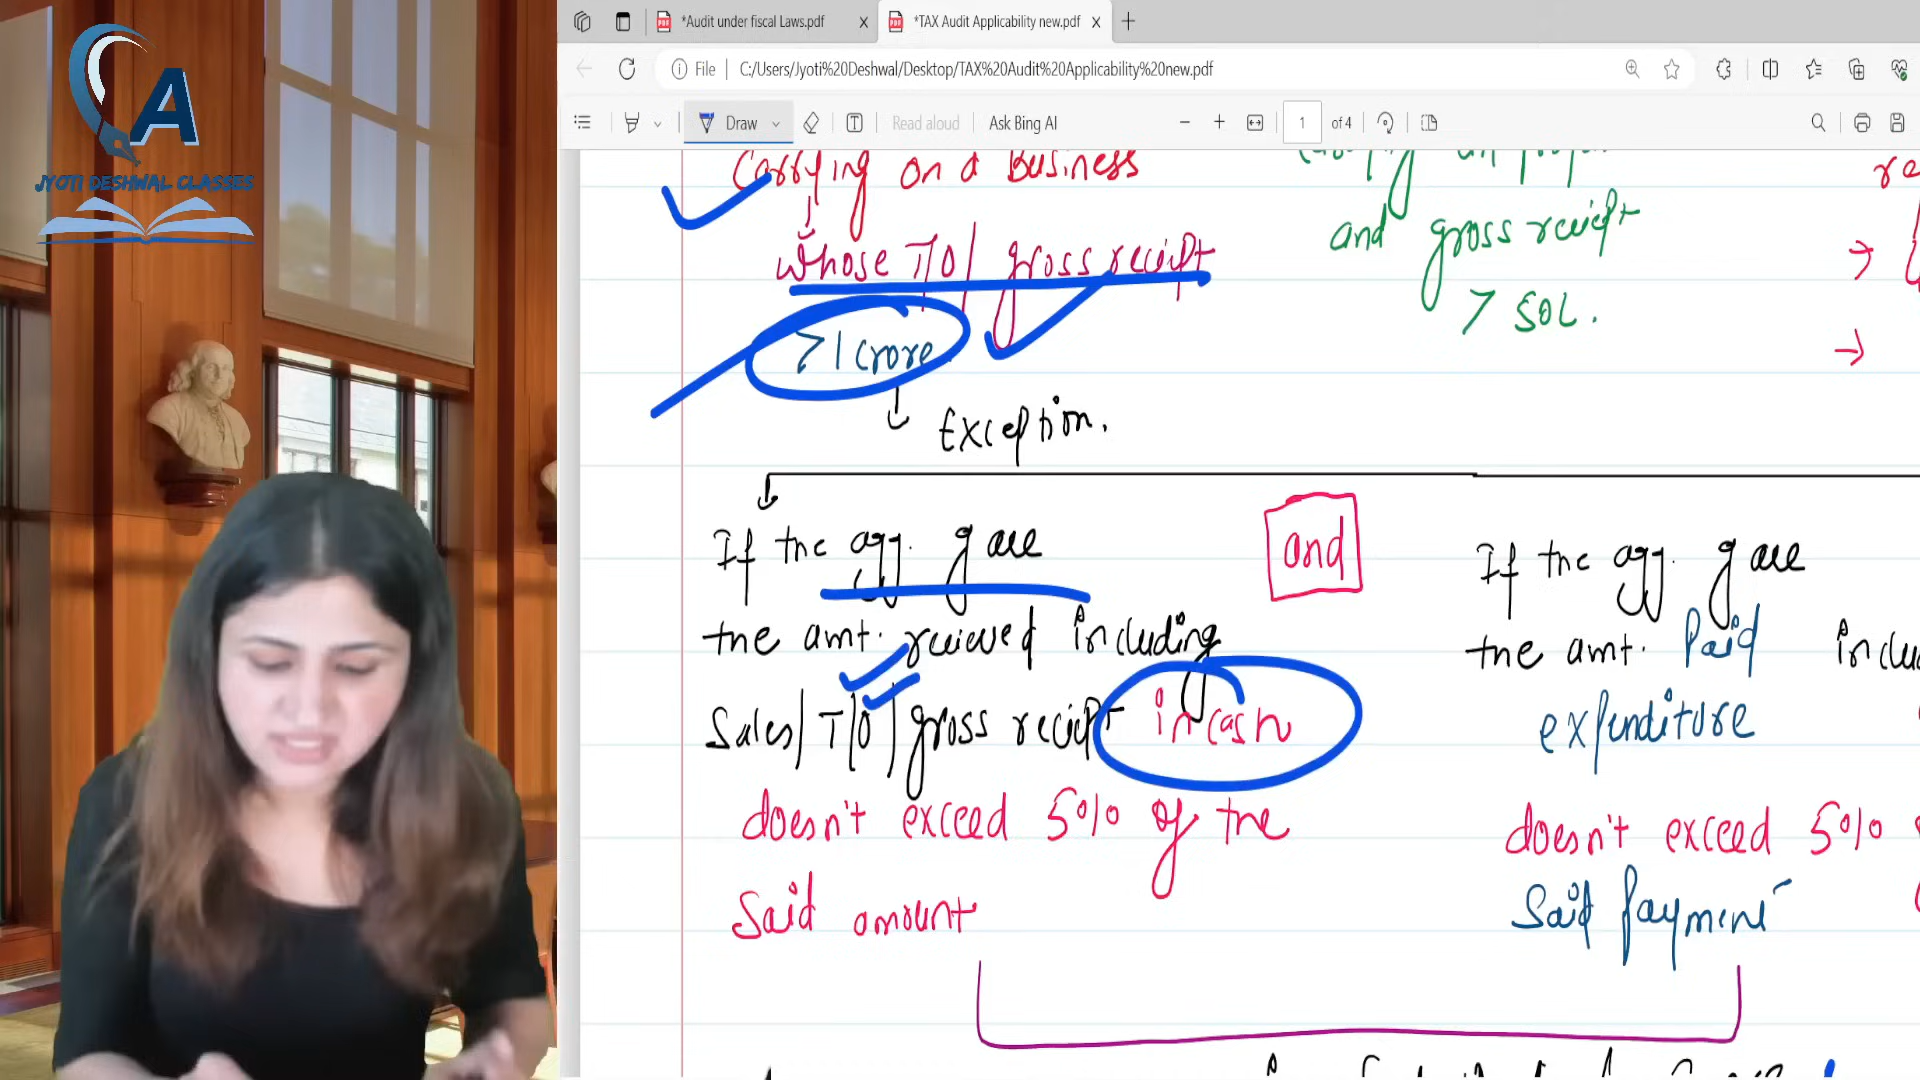 *Audit under fiscal Laws.pdf
*TAX Audit Applicability new.pdf
File
C:/Users/Jyoti%20Deshwal/Desktop/TAX%20Audit%20Applicability%20new.pdf
Draw
Read aloud
Ask Bing AI
1
of 4
A
JYOTI DESHWAL CLASSES
Carrying on a Business
whose T/O/ gross receipt
> 1 crore
Exception.
and gross receipt
> 50L.
re
If the agg. of all
the amt. received including
Sales/ T/O/ gross receipt in cash
doesn't exceed 5% of the
Said amount
and
If the agg. of all
the amt. Paid inclu
expenditure
doesn't exceed 5%
Said payment